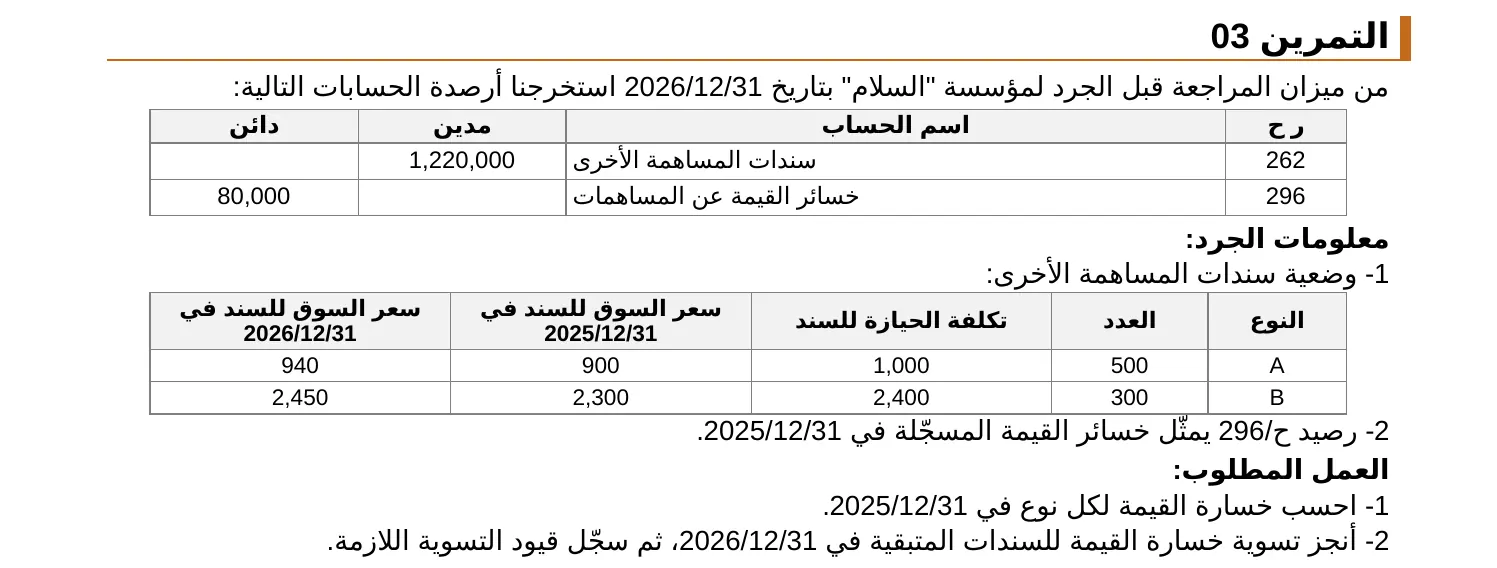 التمرين 03
من ميزان المراجعة قبل الجرد لمؤسسة "السلام" بتاريخ 2026/12/31 استخرجنا أرصدة الحسابات التالية:
ر ح | اسم الحساب | مدين | دائن
262 | سندات المساهمة الأخرى | 1,220,000 |
296 | خسائر القيمة عن المساهمات | | 80,000
معلومات الجرد:
1- وضعية سندات المساهمة الأخرى:
النوع | العدد | تكلفة الحيازة للسند | سعر السوق للسند في 2025/12/31 | سعر السوق للسند في 2026/12/31
A | 500 | 1,000 | 900 | 940
B | 300 | 2,400 | 2,300 | 2,450
2- رصيد ح/296 يمثّل خسائر القيمة المسجّلة في 2025/12/31.
العمل المطلوب:
1- احسب خسارة القيمة لكل نوع في 2025/12/31.
2- أنجز تسوية خسارة القيمة للسندات المتبقية في 2026/12/31، ثم سجّل قيود التسوية اللازمة.